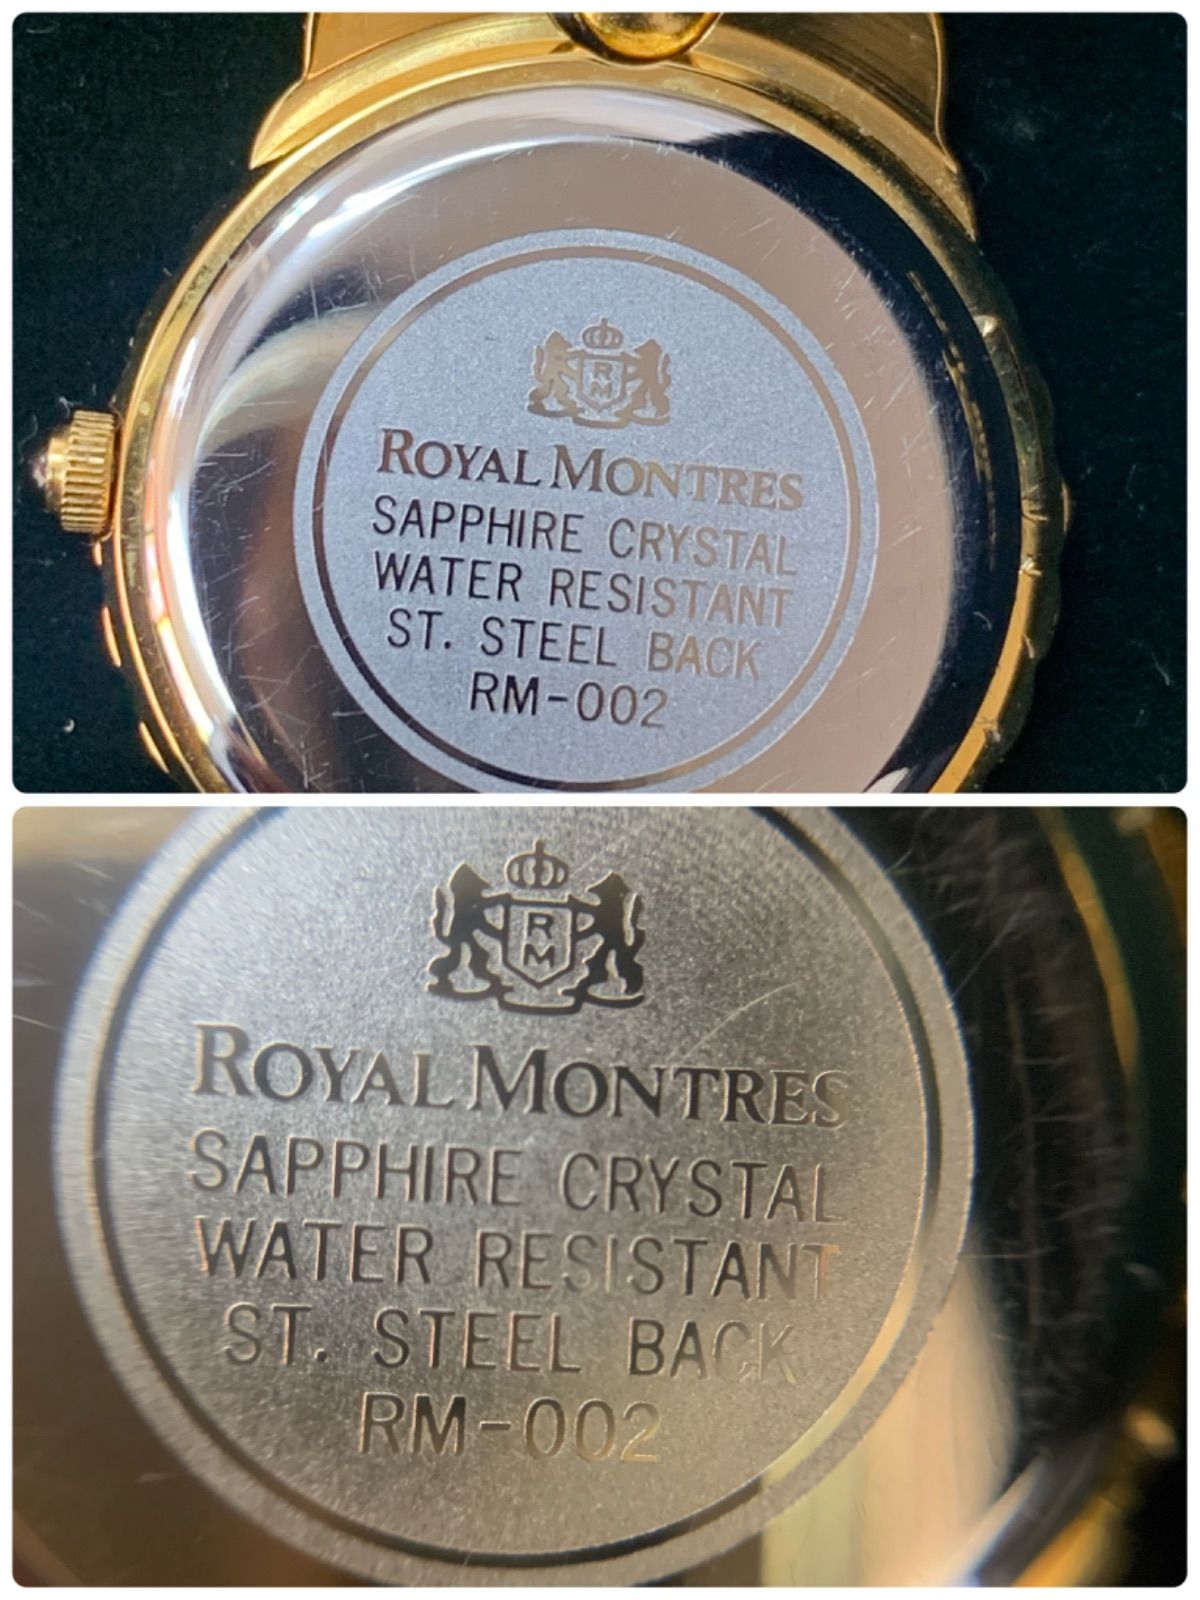 R
M
ROYAL MONTRES
SAPPHIRE CRYSTAL
WATER RESISTANT
ST. STEEL BACK
RM-002
R
M
ROYAL MONTRES
SAPPHIRE CRYSTAL
WATER RESISTANT
ST. STEEL BACK
RM-002